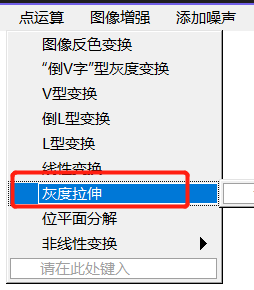 点运算 图像增强 添加噪声
图像反色变换
“倒V字”型灰度变换
V型变换
倒L型变换
L型变换
线性变换
灰度拉伸
位平面分解
非线性变换
请在此处键入